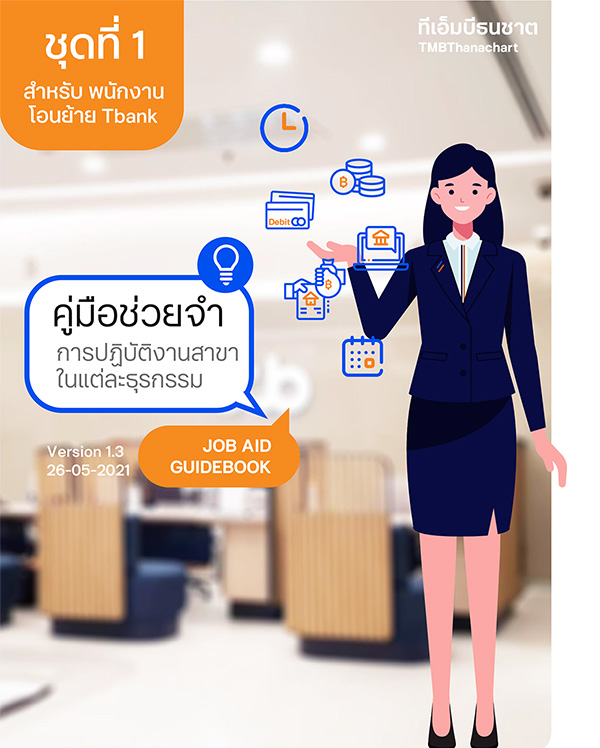 ชุดที่ 1
สำหรับ พนักงาน
โอนย้าย Tbank
ทีเอ็มบีธนชาต
TMBThanachart
฿
Debit
฿
คู่มือช่วยจำ
การปฏิบัติงานสาขา
ในแต่ละธุรกรรม
Version 1.3
26-05-2021
JOB AID
GUIDEBOOK